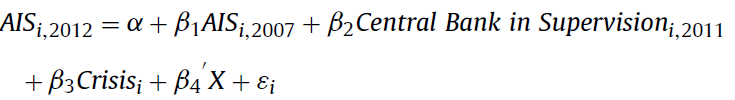 AIS_{i,2012} = α + β_1AIS_{i,2007} + β_2Central Bank in Supervision_{i,2011}
+ β_3Crisis_i + β_4′X + ε_i